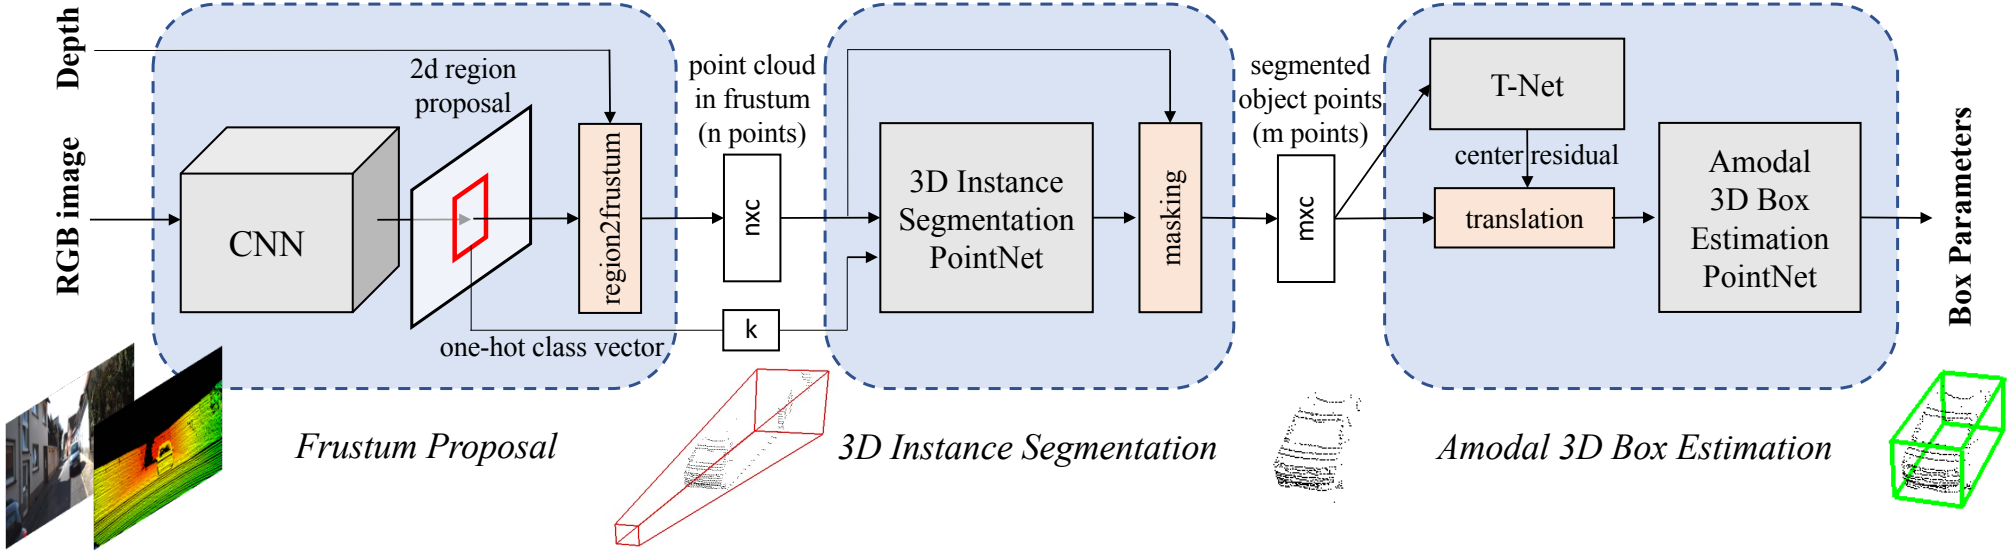 Depth
RGB image
CNN
2d region
proposal
region2frustum
one-hot class vector
point cloud
in frustum
(n points)
nxc
k
3D Instance
Segmentation
PointNet
masking
segmented
object points
(m points)
mxc
T-Net
center residual
translation
Amodal
3D Box
Estimation
PointNet
Box Parameters
Frustum Proposal
3D Instance Segmentation
Amodal 3D Box Estimation